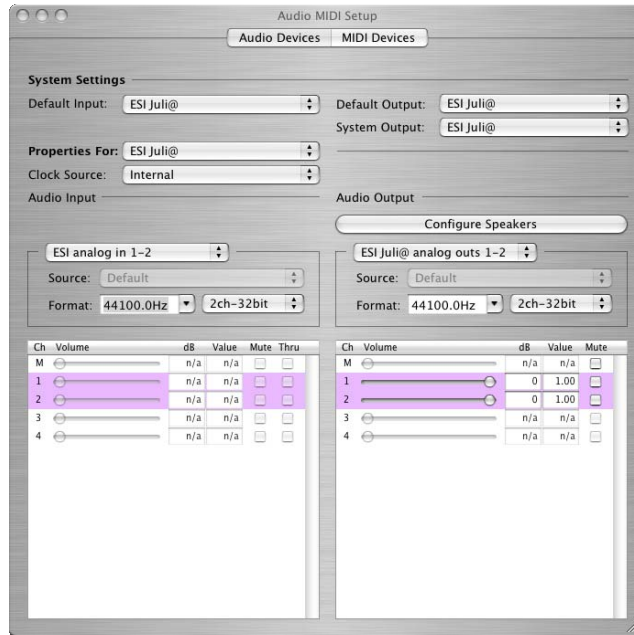 Audio MIDI Setup
Audio Devices MIDI Devices
System Settings
Default Input: ESI Juli@
Default Output: ESI Juli@
System Output: ESI Juli@
Properties For: ESI Juli@
Clock Source: Internal
Audio Input
Audio Output
Configure Speakers
ESI analog in 1-2
Source: Default
Format: 44100.0Hz 2ch-32bit
ESI Juli@ analog outs 1-2
Source: Default
Format: 44100.0Hz 2ch-32bit
Ch Volume dB Value Mute Thru
M n/a n/a
1 n/a n/a
2 n/a n/a
3 n/a n/a
4 n/a n/a
Ch Volume dB Value Mute
M n/a n/a
1 0 1.00
2 0 1.00
3 n/a n/a
4 n/a n/a